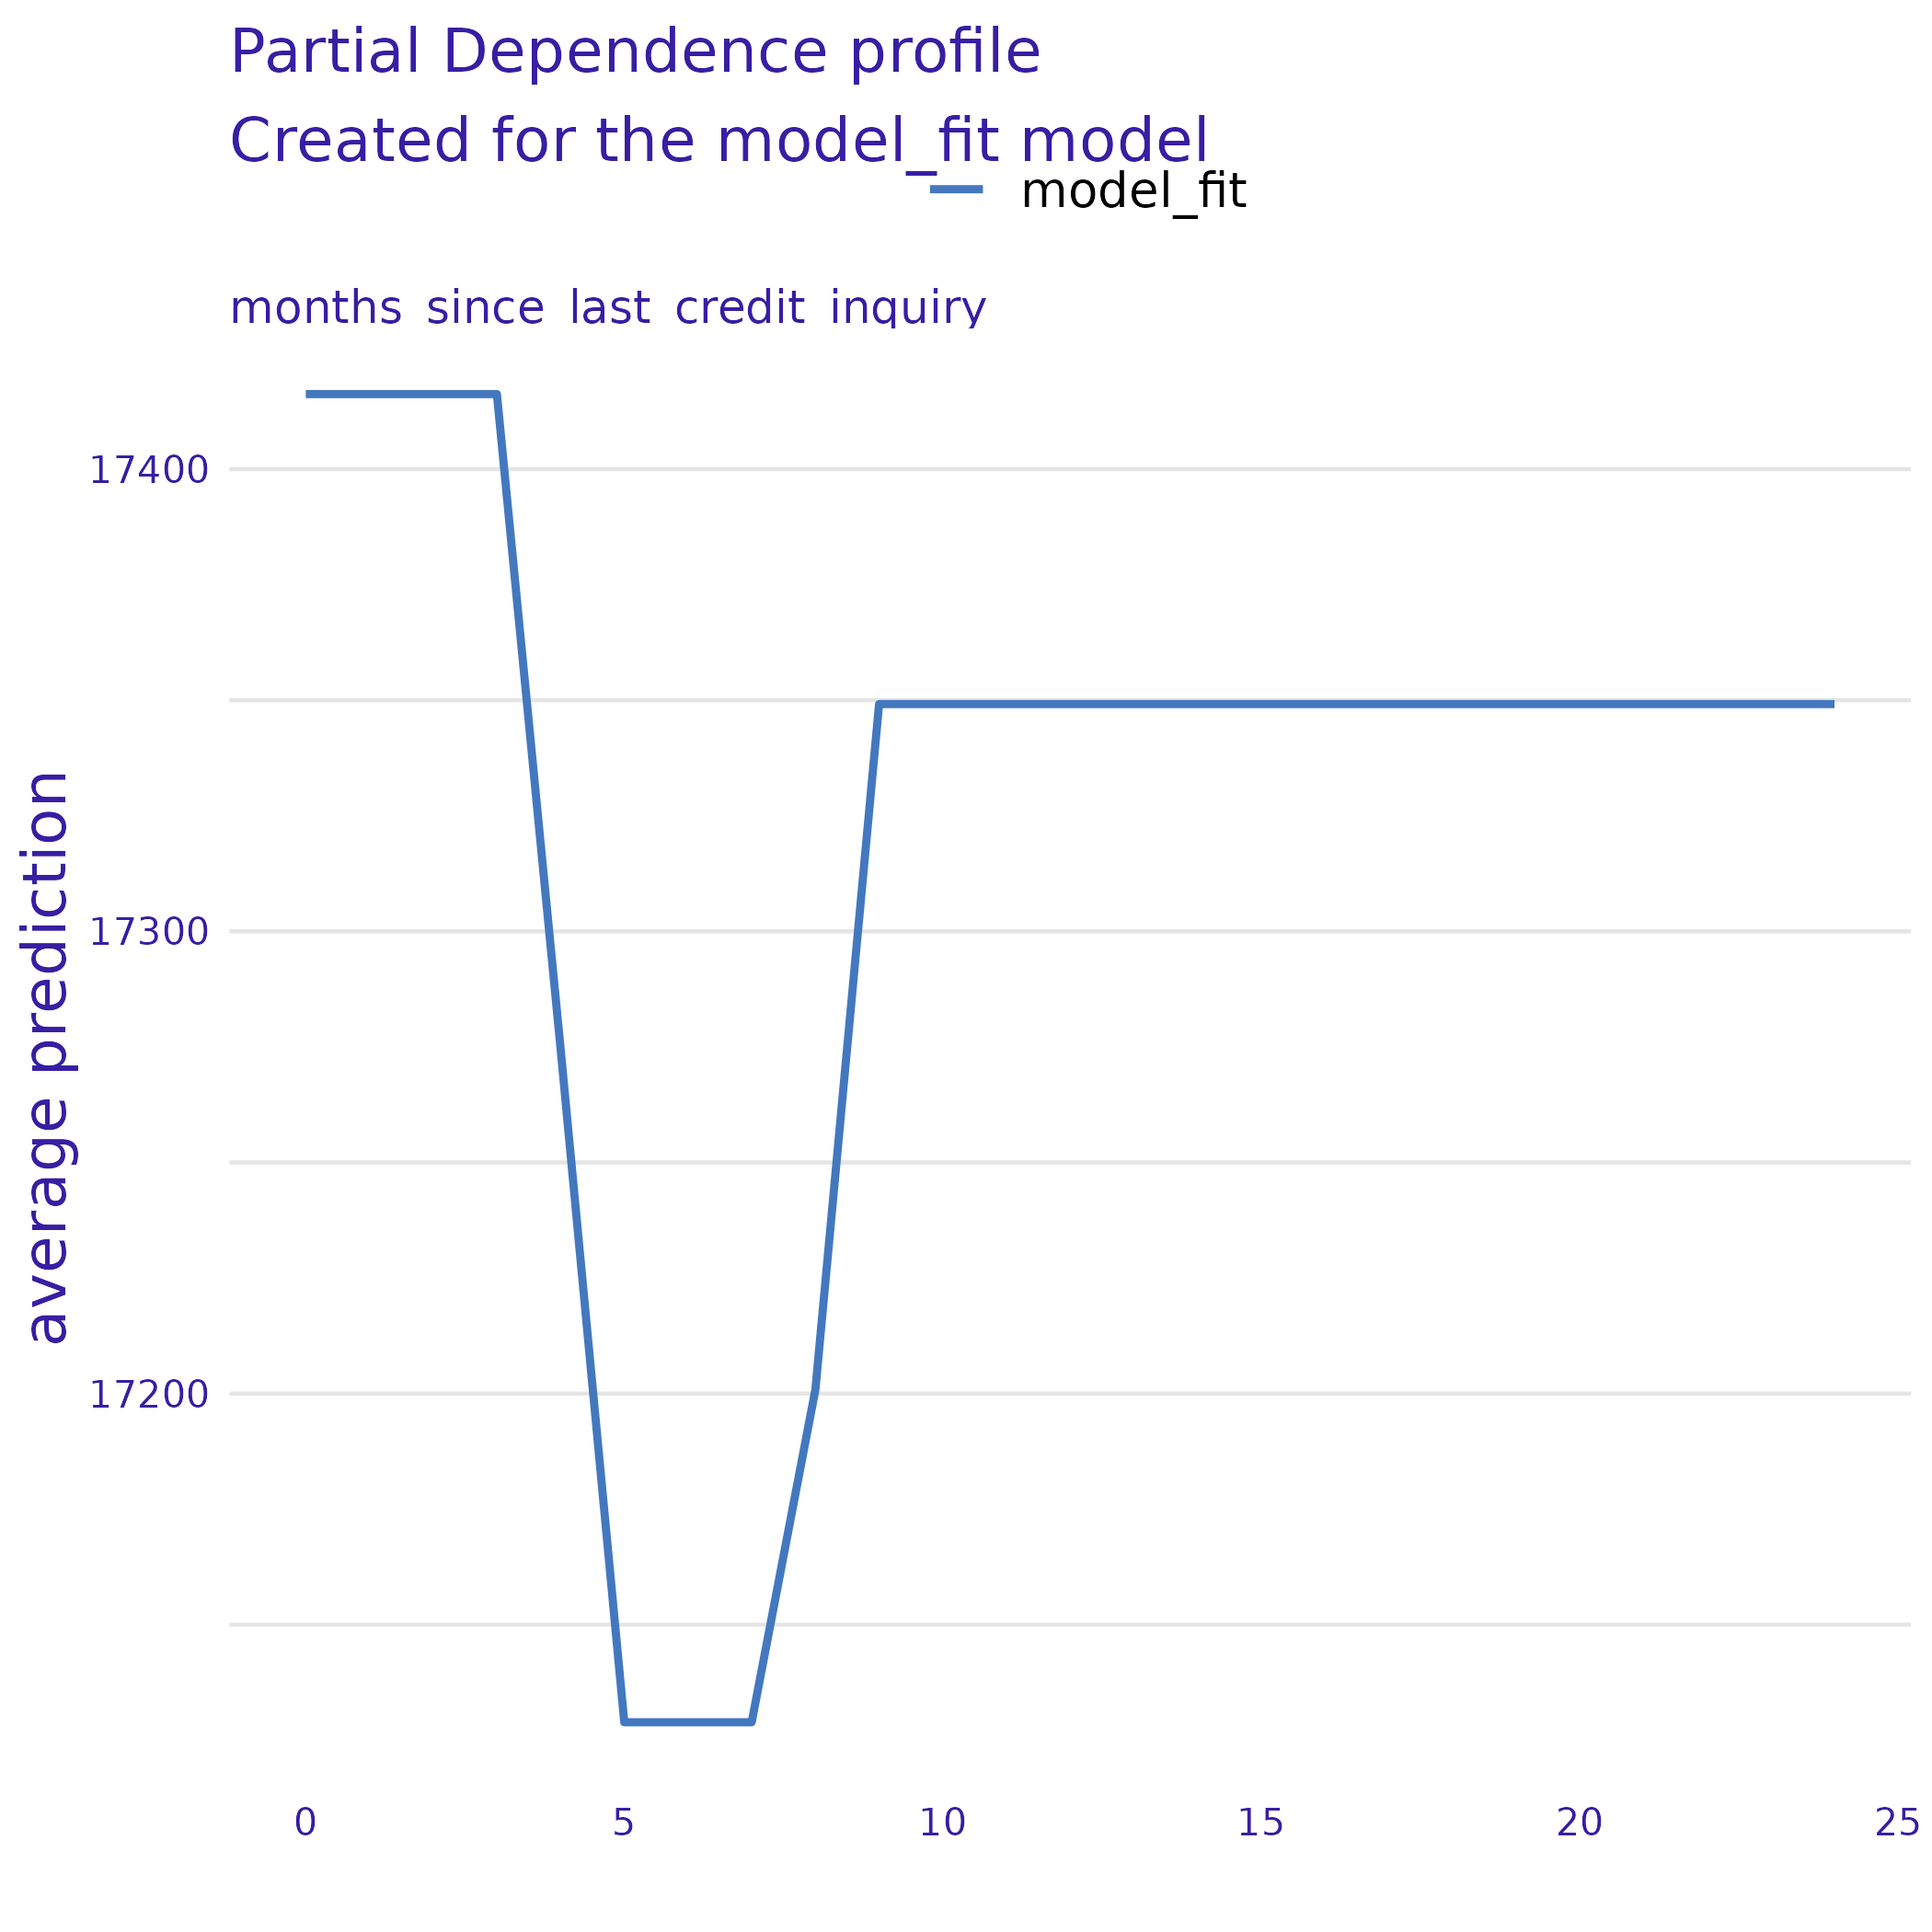 Partial Dependence profile
Created for the model_fit model
model_fit
months since last credit inquiry
average prediction
17400
17300
17200
0 5 10 15 20 25